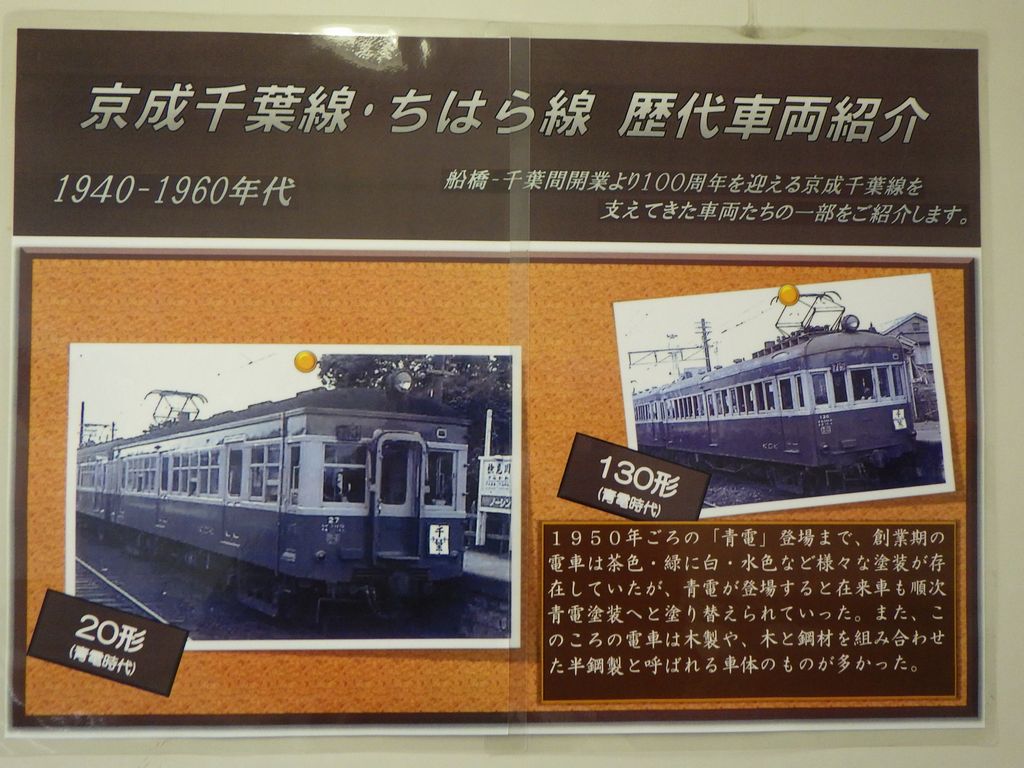 京成千葉線・ちはら線 歴代車両紹介
1940-1960年代
船橋-千葉間開業より100周年を迎える京成千葉線を
支えてきた車両たちの一部をご紹介します。
27
千葉
20形
(青電時代)
130形
(青電時代)
1950年ごろの「青電」登場まで、創業期の
電車は茶色・緑に白・水色など様々な塗装が存
在していたが、青電が登場すると在来車も順次
青電塗装へと塗り替えられていった。また、こ
のころの電車は木製や、木と鋼材を組み合わせ
た半鋼製と呼ばれる車体のものが多かった。